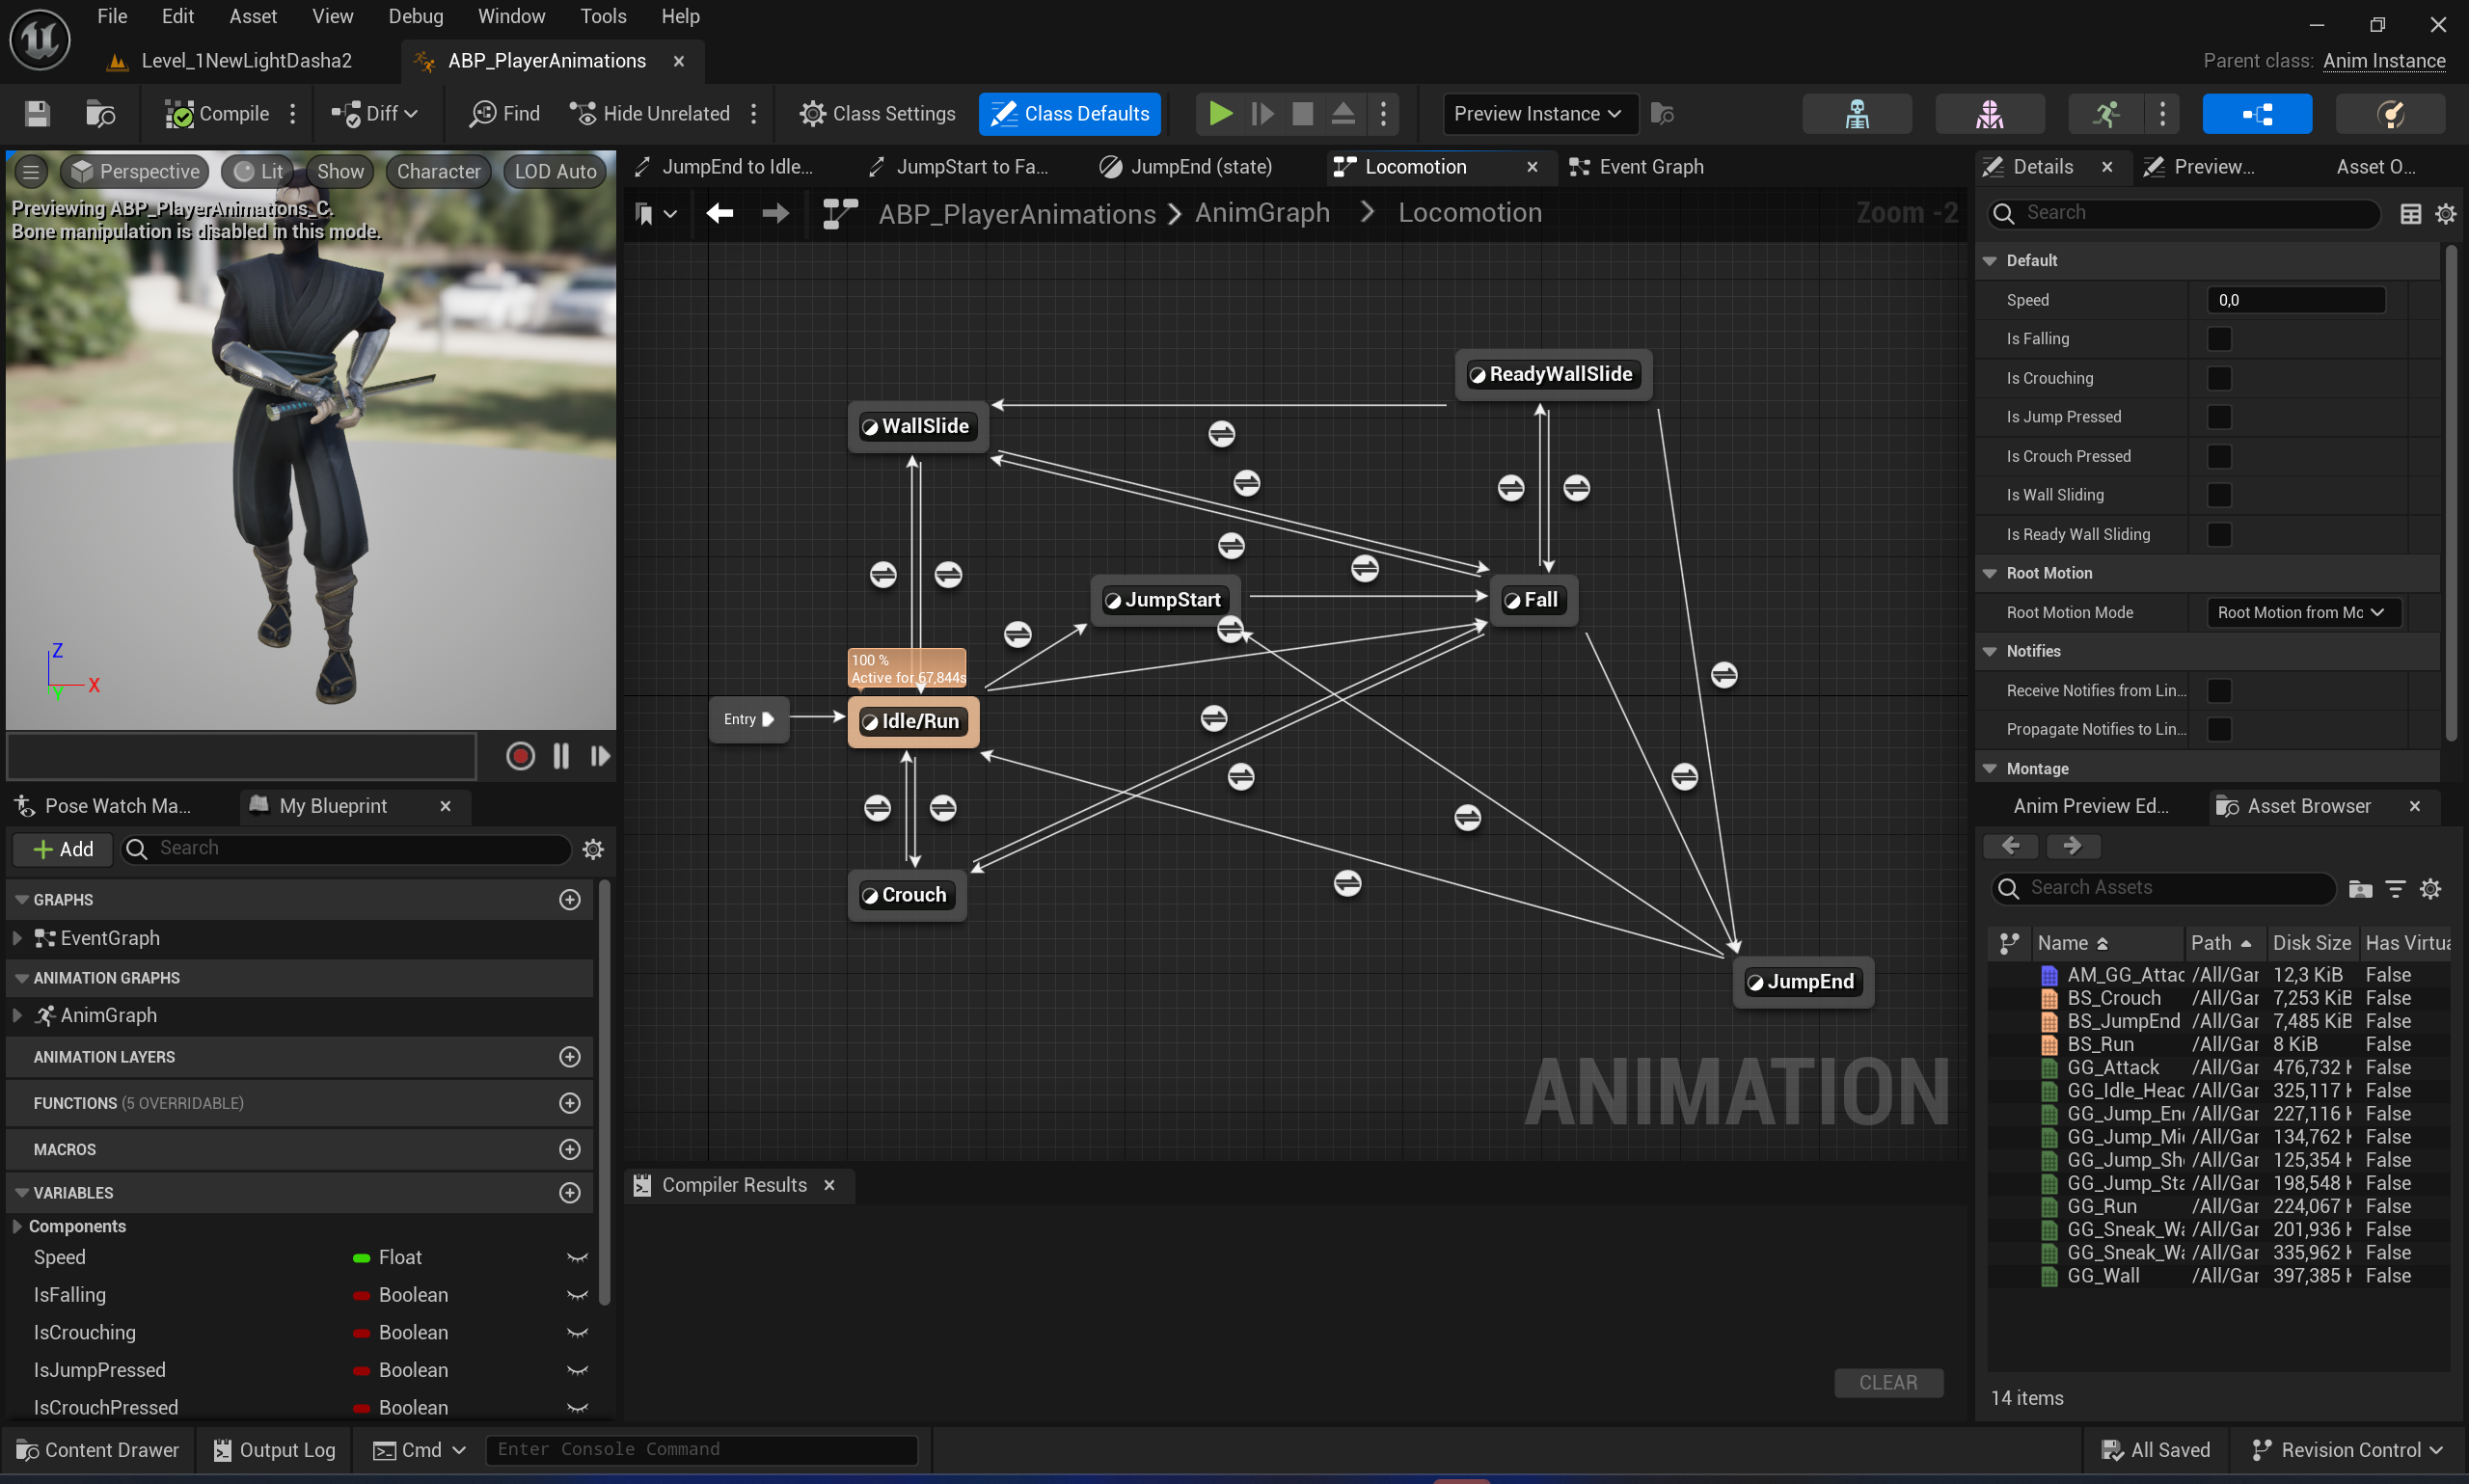 File Edit Asset View Debug Window Tools Help
Level_1NewLightDasha2
ABP_PlayerAnimations
Parent class: Anim Instance
Compile
Diff
Find
Hide Unrelated
Class Settings
Class Defaults
Preview Instance
Perspective
Lit
Show
Character
LOD Auto
Previewing ABP_PlayerAnimations_C.
Bone manipulation is disabled in this mode.
Z
X
Y
JumpEnd to Idle...
JumpStart to Fa...
JumpEnd (state)
Locomotion
Event Graph
ABP_PlayerAnimations > AnimGraph > Locomotion
Zoom -2
ReadyWallSlide
WallSlide
JumpStart
Fall
100 %
Active for 67,844s
Entry
Idle/Run
Crouch
JumpEnd
ANIMATION
Compiler Results
CLEAR
Pose Watch Ma...
My Blueprint
Add
Search
GRAPHS
EventGraph
ANIMATION GRAPHS
AnimGraph
ANIMATION LAYERS
FUNCTIONS (5 OVERRIDABLE)
MACROS
VARIABLES
Components
Speed Float
IsFalling Boolean
IsCrouching Boolean
IsJumpPressed Boolean
IsCrouchPressed Boolean
Details
Preview...
Asset O...
Search
Default
Speed 0,0
Is Falling
Is Crouching
Is Jump Pressed
Is Crouch Pressed
Is Wall Sliding
Is Ready Wall Sliding
Root Motion
Root Motion Mode Root Motion from Mc
Notifies
Receive Notifies from Lin...
Propagate Notifies to Lin...
Montage
Anim Preview Ed...
Asset Browser
Search Assets
Name Path Disk Size Has Virtua
AM_GG_Attac /All/Gar 12,3 KiB False
BS_Crouch /All/Gar 7,253 KiB False
BS_JumpEnd /All/Gar 7,485 KiB False
BS_Run /All/Gar 8 KiB False
GG_Attack /All/Gar 476,732 False
GG_Idle_Head /All/Gar 325,117 False
GG_Jump_En /All/Gar 227,116 False
GG_Jump_Mi /All/Gar 134,762 False
GG_Jump_Sh /All/Gar 125,354 False
GG_Jump_Sta /All/Gar 198,548 False
GG_Run /All/Gar 224,067 False
GG_Sneak_Wa /All/Gar 201,936 False
GG_Sneak_Wa /All/Gar 335,962 False
GG_Wall /All/Gar 397,385 False
14 items
Content Drawer
Output Log
Cmd
Enter Console Command
All Saved
Revision Control